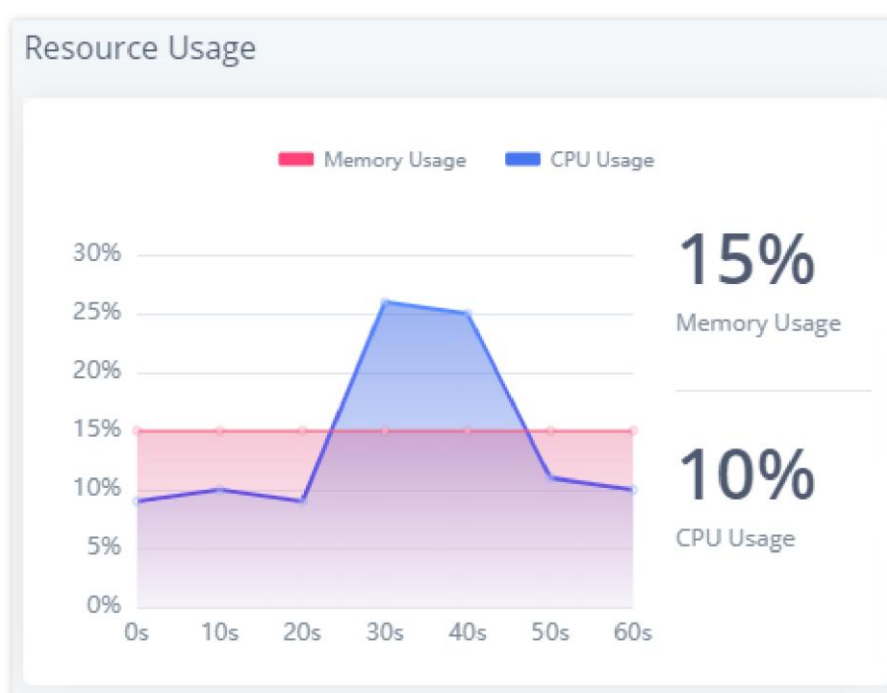 Resource Usage
Memory Usage
CPU Usage
30%
25%
20%
15%
10%
5%
0%
0s
10s
20s
30s
40s
50s
60s
15%
Memory Usage
10%
CPU Usage